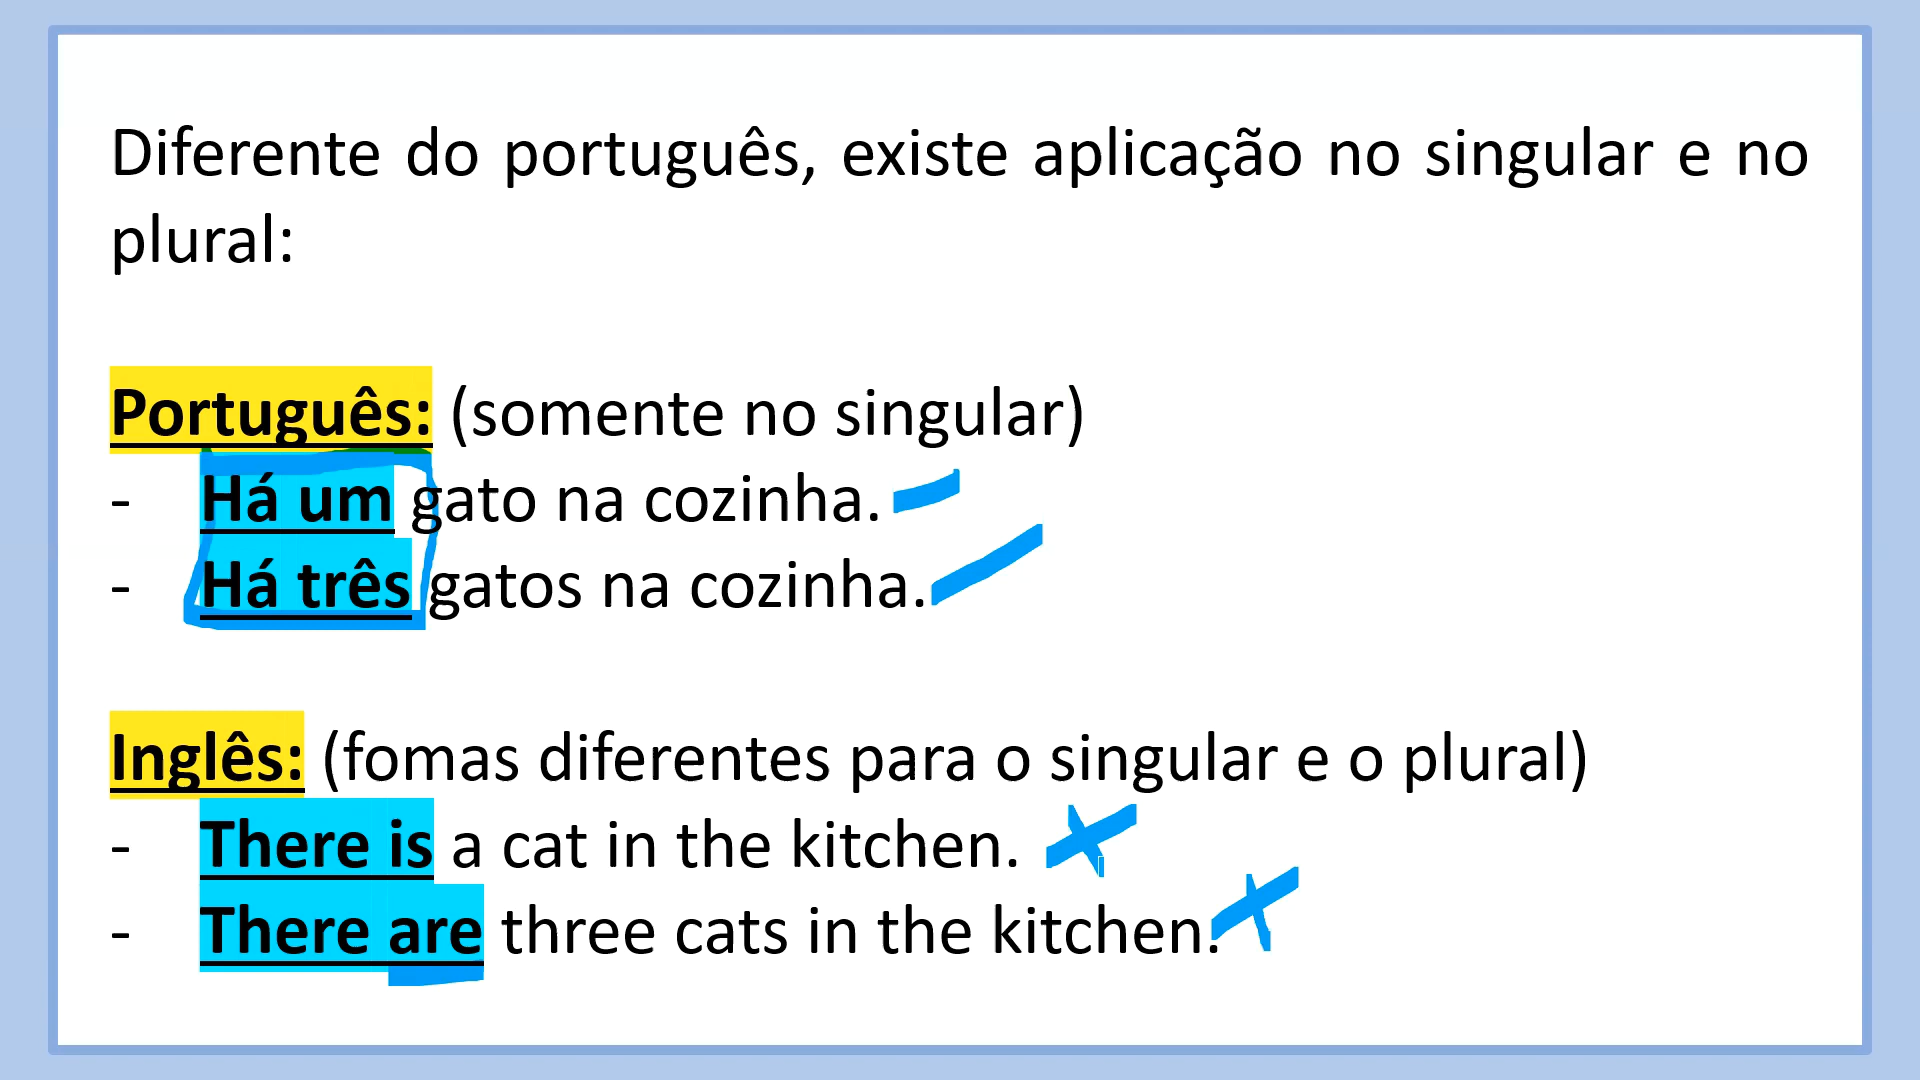 Diferente do português, existe aplicação no singular e no
plural:
Português: (somente no singular)
- Há um gato na cozinha.
- Há três gatos na cozinha.
Inglês: (fomas diferentes para o singular e o plural)
- There is a cat in the kitchen.
- There are three cats in the kitchen.